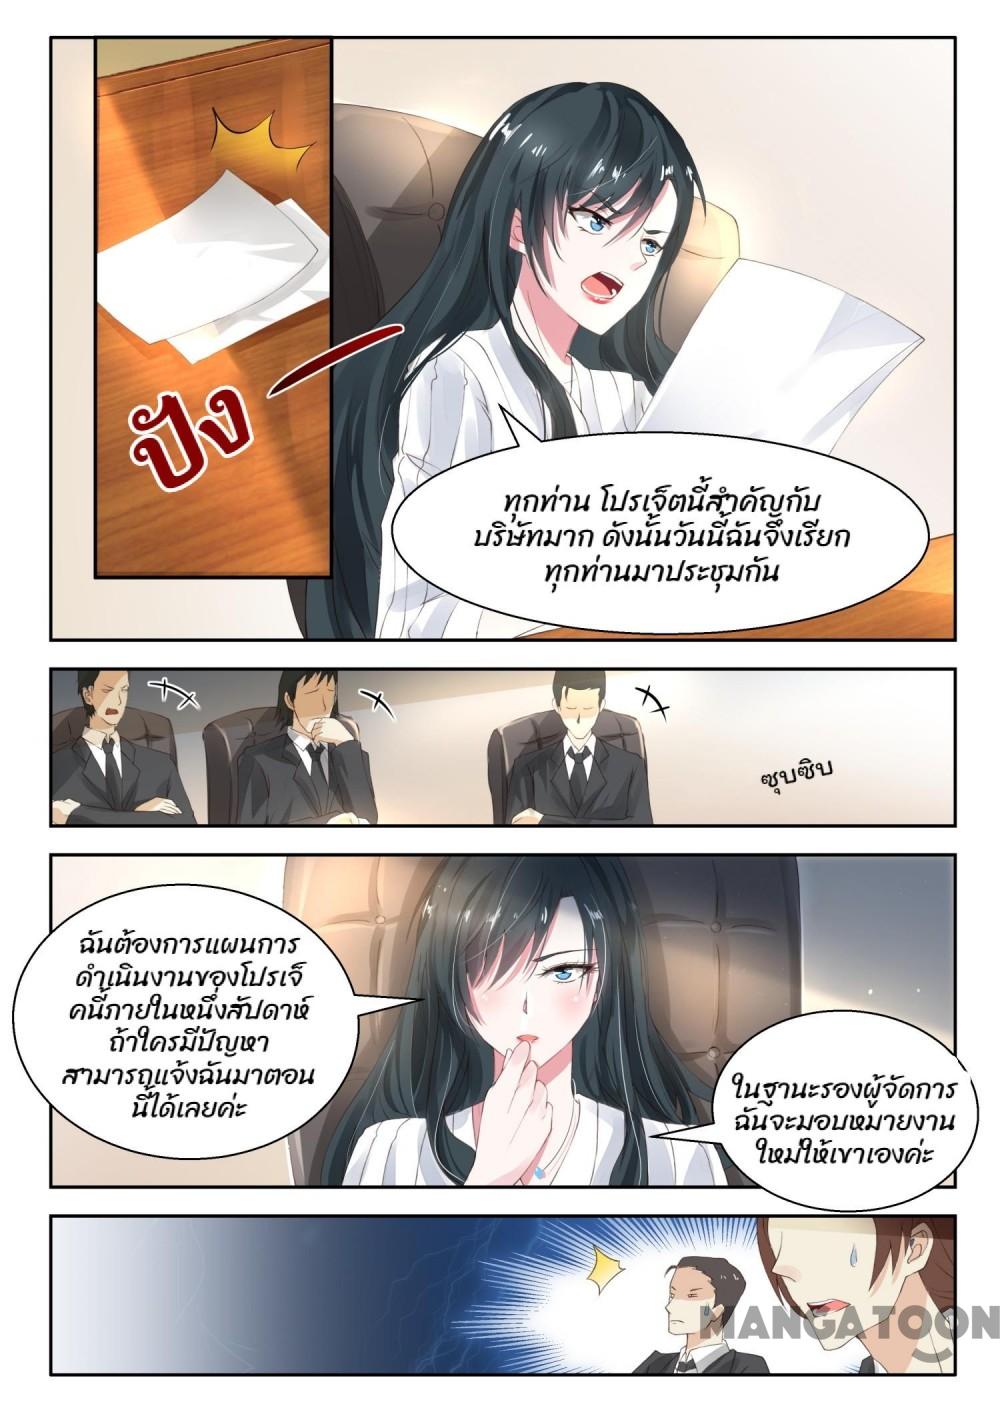 ปัง
ทุกท่าน โปรเจ็ตนี้สำคัญกับ
บริษัทมาก ดังนั้นวันนี้ฉันจึงเรียก
ทุกท่านมาประชุมกัน
ซุบซิบ
ฉันต้องการแผนการ
ดำเนินงานของโปรเจ็
คนี้ภายในหนึ่งสัปดาห์
ถ้าใครมีปัญหา
สามารถแจ้งฉันมาตอน
นี้ได้เลยค่ะ
ในฐานะรองผู้จัดการ
ฉันจะมอบหมายงาน
ใหม่ให้เขาเองค่ะ
MANGATOON